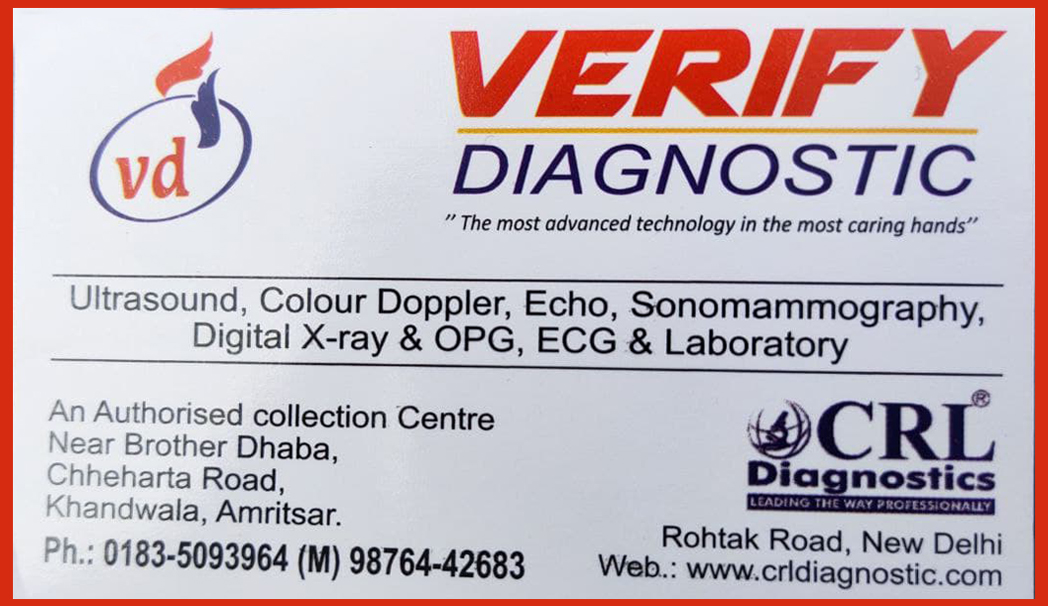 vd
VERIFY
DIAGNOSTIC
" The most advanced technology in the most caring hands"
Ultrasound, Colour Doppler, Echo, Sonomammography,
Digital X-ray & OPG, ECG & Laboratory
An Authorised collection Centre
Near Brother Dhaba,
Chheharta Road,
Khandwala, Amritsar.
Ph.: 0183-5093964 (M) 98764-42683
CRL®
Diagnostics
LEADING THE WAY PROFESSIONALLY
Rohtak Road, New Delhi
Web.: www.crldiagnostic.com